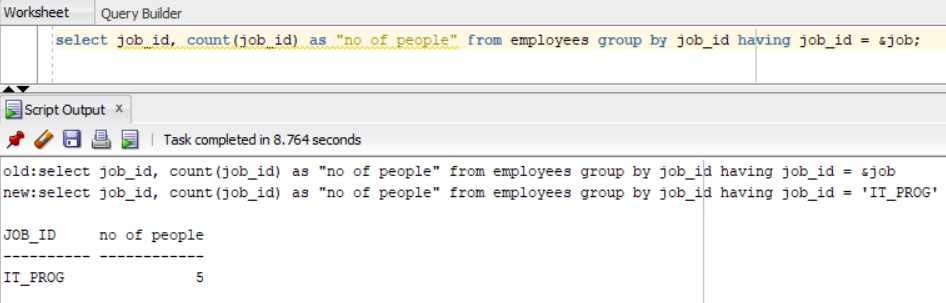 Worksheet Query Builder
select job_id, count(job_id) as "no of people" from employees group by job_id having job_id = &job;
Script Output x
Task completed in 8.764 seconds
old:select job_id, count(job_id) as "no of people" from employees group by job_id having job_id = &job
new:select job_id, count(job_id) as "no of people" from employees group by job_id having job_id = 'IT_PROG'
JOB_ID no of people
---------- ------------
IT_PROG 5